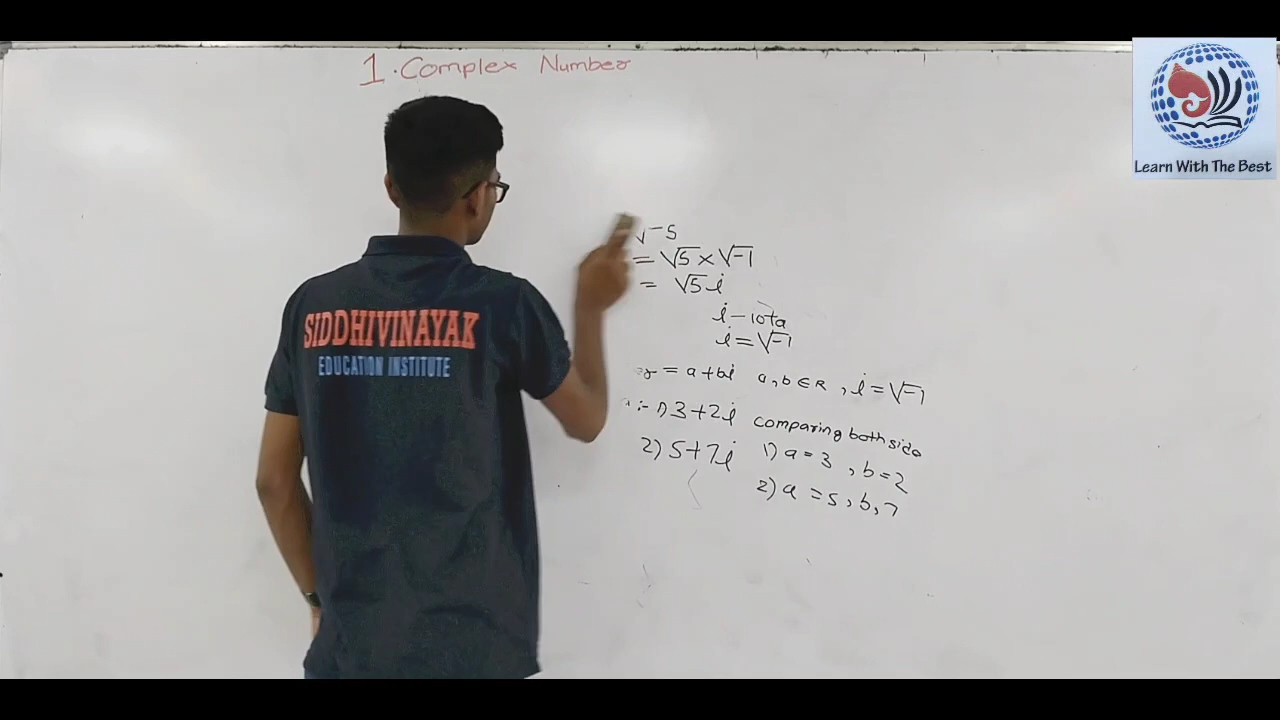 1. Complex Number
Learn With The Best
√-5
= √5 × √-1
= √5 i
i - iota
i = √-1
= a + bi a, b ∈ R , i = √-1
1) 3 + 2i comparing both side
2) 5 + 7i 1) a = 3 , b = 2
2) a = 5, b, 7
SIDDHIVINAYAK
EDUCATION INSTITUTE